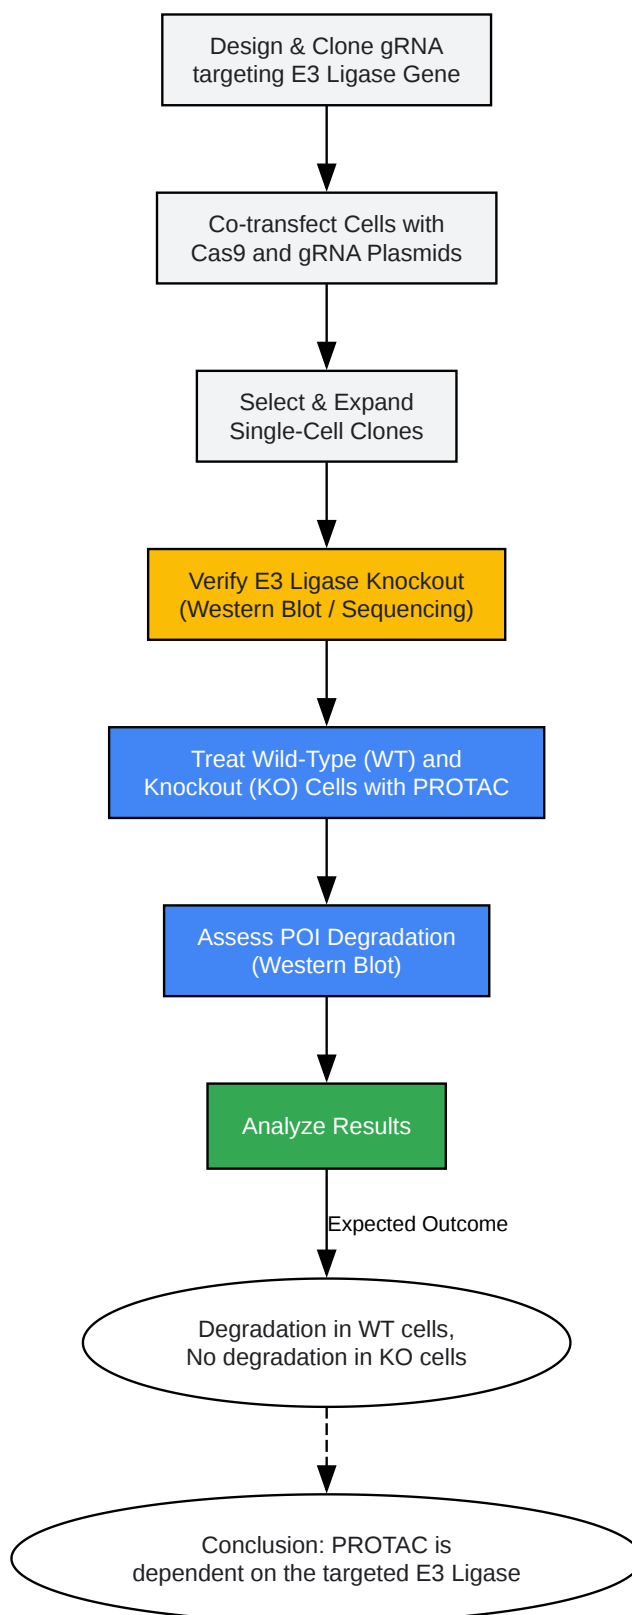 Design & Clone gRNA
targeting E3 Ligase Gene
Co-transfect Cells with
Cas9 and gRNA Plasmids
Select & Expand
Single-Cell Clones
Verify E3 Ligase Knockout
(Western Blot / Sequencing)
Treat Wild-Type (WT) and
Knockout (KO) Cells with PROTAC
Assess POI Degradation
(Western Blot)
Analyze Results
Expected Outcome
Degradation in WT cells,
No degradation in KO cells
Conclusion: PROTAC is
dependent on the targeted E3 Ligase